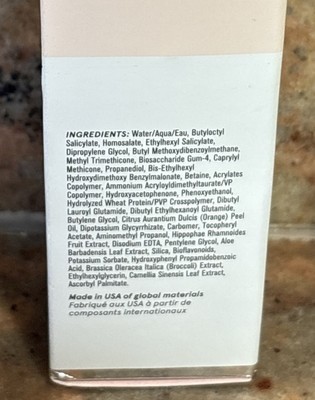 INGREDIENTS: Water/Aqua/Eau, Butyloctyl
Salicylate, Homosalate, Ethylhexyl Salicylate,
Dipropylene Glycol, Butyl Methoxydibenzoylmethane,
Methyl Trimethicone, Biosaccharide Gum-4, Caprylyl
Methicone, Propanediol, Bis-Ethylhexyl
Hydroxydimethoxy Benzylmalonate, Betaine, Acrylates
Copolymer, Ammonium Acryloyldimethyltaurate/VP
Copolymer, Hydroxyacetophenone, Phenoxyethanol,
Hydrolyzed Wheat Protein/PVP Crosspolymer, Dibutyl
Lauroyl Glutamide, Dibutyl Ethylhexanoyl Glutamide,
Butylene Glycol, Citrus Aurantium Dulcis (Orange) Peel
Oil, Dipotassium Glycyrrhizate, Carbomer, Tocopheryl
Acetate, Aminomethyl Propanol, Hippophae Rhamnoides
Fruit Extract, Disodium EDTA, Pentylene Glycol, Aloe
Barbadensis Leaf Extract, Silica, Bioflavonoids,
Potassium Sorbate, Hydroxyphenyl Propamidobenzoic
Acid, Brassica Oleracea Italica (Broccoli) Extract,
Ethylhexylglycerin, Camellia Sinensis Leaf Extract,
Ascorbyl Palmitate.
Made in USA of global materials
Fabriqué aux USA à partir de
composants internationaux